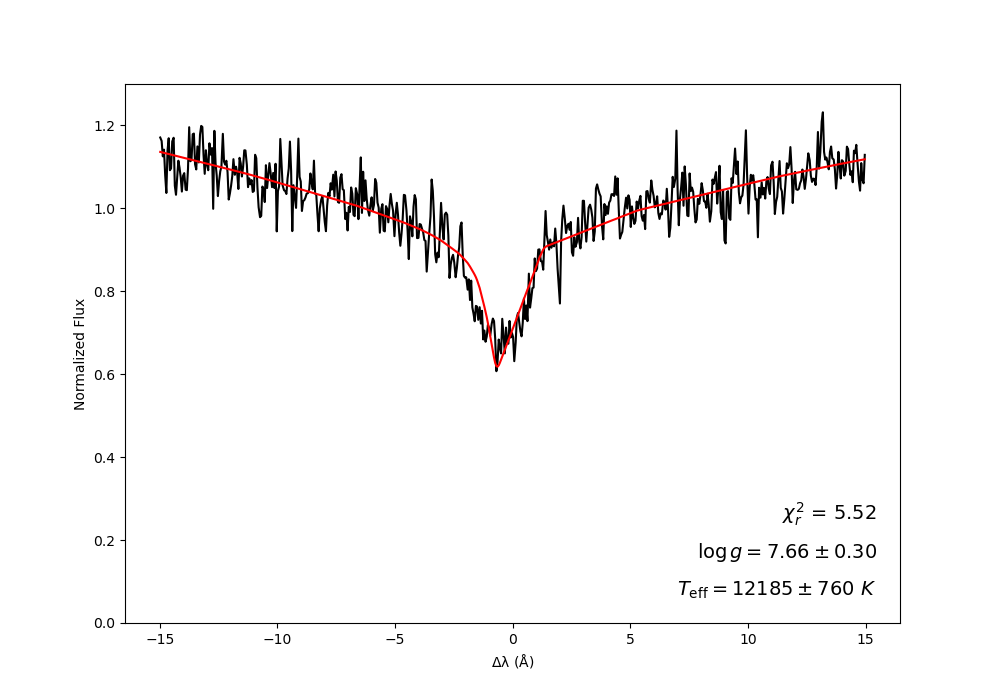 1.2
1.0
0.8
0.6
0.4
0.2
0.0
Normalized Flux
χ²ᵣ = 5.52
log g = 7.66 ± 0.30
T_eff = 12185 ± 760 K
−15 −10 −5 0 5 10 15
Δλ (Å)